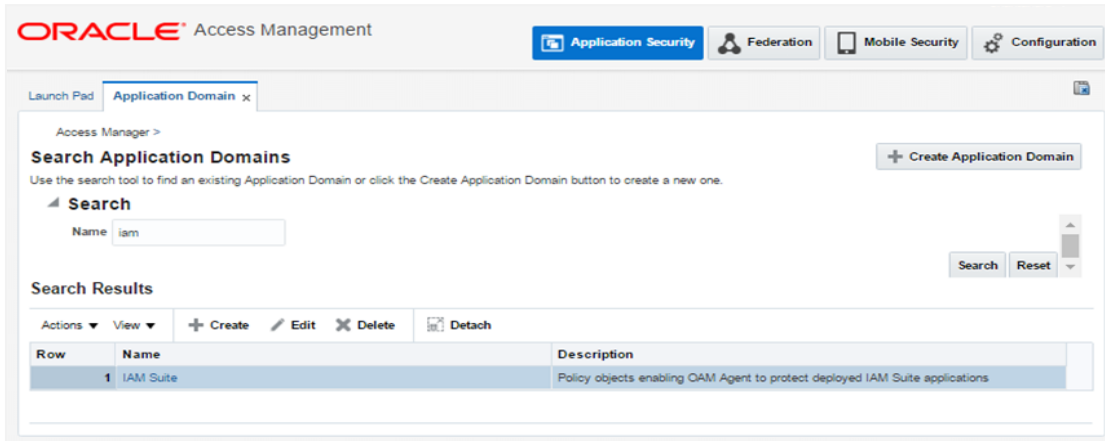 ORACLE® Access Management
Application Security Federation Mobile Security Configuration
Launch Pad Application Domain x
Access Manager >
Search Application Domains
Create Application Domain
Use the search tool to find an existing Application Domain or click the Create Application Domain button to create a new one.
Search
Name iam
Search Reset
Search Results
Actions View Create Edit Delete Detach
Row Name Description
1 IAM Suite Policy objects enabling OAM Agent to protect deployed IAM Suite applications